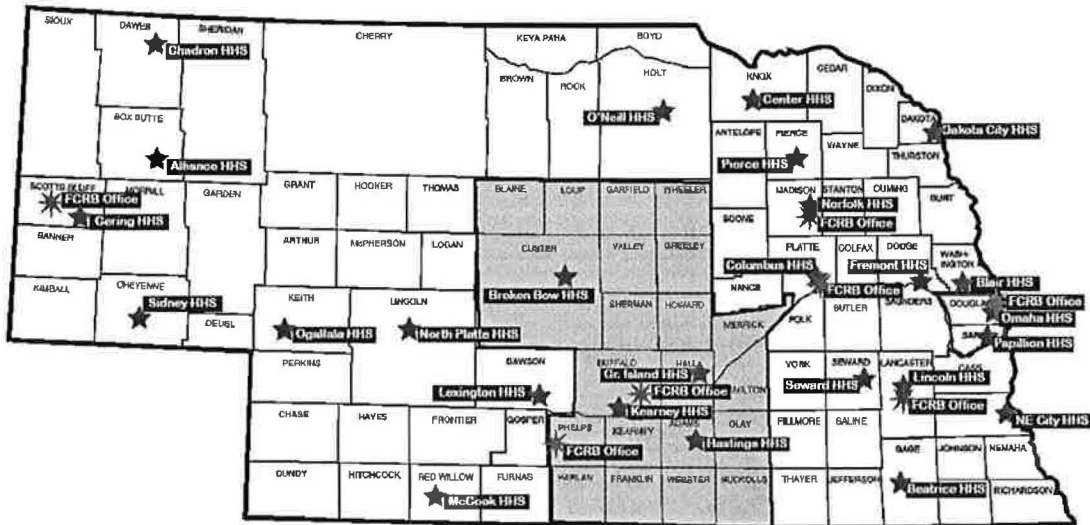 SIOUX
DAWES
SHERIDAN
CHERRY
KEYA PAHA
BOYD
Chadron HHS
BROWN
ROCK
HOLT
KNOX
CEDAR
DIXON
O'Neill HHS
Center HHS
DAKOTA
Dakota City HHS
BOX BUTTE
ANTELOPE
PIERCE
WAYNE
Alliance HHS
Pierce HHS
THURSTON
SCOTTS BLUFF
MORRILL
GARDEN
GRANT
HOOKER
THOMAS
BLAINE
LOUP
GARFIELD
WHEELER
MADISON
STANTON
CUMING
BURT
FCRB Office
Gering HHS
Norfolk HHS
FCRB Office
BOONE
BANNER
ARTHUR
McPHERSON
LOGAN
CUSTER
VALLEY
GREELEY
PLATTE
COLFAX
DODGE
WASH-
INGTON
Columbus HHS
Fremont HHS
Blair HHS
KIMBALL
CHEYENNE
Broken Bow HHS
NANCE
FCRB Office
SAUNDERS
DOUGLAS
FCRB Office
Sidney HHS
DEUEL
KEITH
LINCOLN
SHERMAN
HOWARD
MERRICK
POLK
BUTLER
Omaha HHS
Ogallala HHS
North Platte HHS
Papillion HHS
PERKINS
DAWSON
BUFFALO
HALL
YORK
SEWARD
LANCASTER
CASS
Gr. Island HHS
Lexington HHS
FCRB Office
Seward HHS
Lincoln HHS
FCRB Office
Kearney HHS
CHASE
HAYES
FRONTIER
GOSPER
PHELPS
KEARNEY
ADAMS
CLAY
FILLMORE
SALINE
NE City HHS
Hastings HHS
FCRB Office
GAGE
JOHNSON
NEMAHA
DUNDY
HITCHCOCK
RED WILLOW
FURNAS
HARLAN
FRANKLIN
WEBSTER
NUCKOLLS
THAYER
JEFFERSON
Beatrice HHS
RICHARDSON
McCook HHS